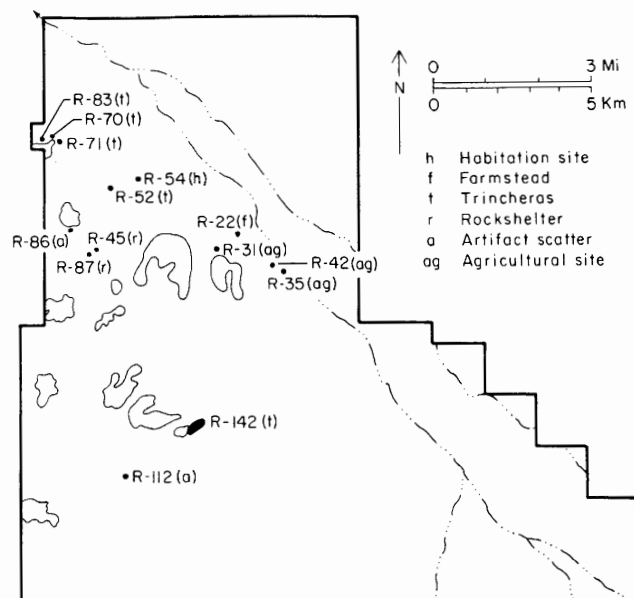 0 3 Mi
N
0 5 Km
R-83(t)
R-70(t)
R-71(t)
R-54(h)
R-52(t)
h Habitation site
f Farmstead
t Trincheras
r Rockshelter
a Artifact scatter
ag Agricultural site
R-22(f)
R-86(a)
R-45(r)
R-31(ag)
R-87(r)
R-42(ag)
R-35(ag)
R-142(t)
R-112(a)